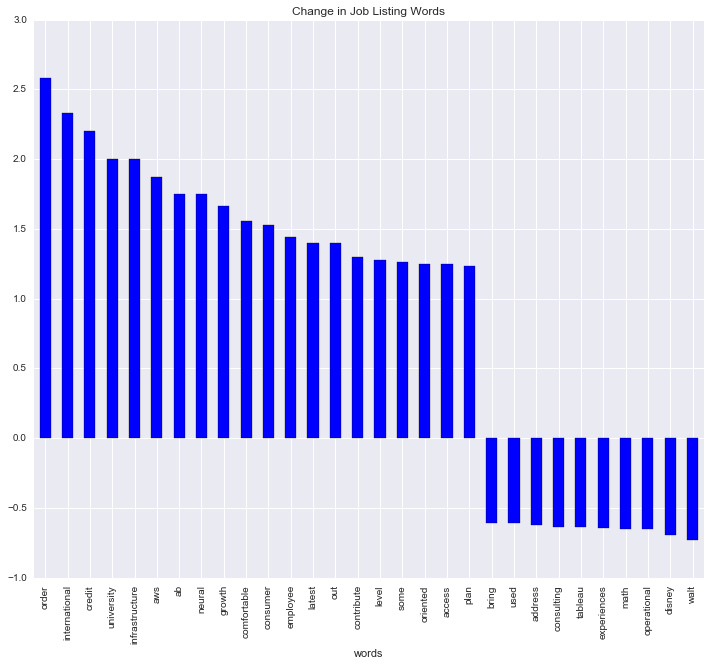 Change in Job Listing Words
3.0
2.5
2.0
1.5
1.0
0.5
0.0
−0.5
−1.0
order
international
credit
university
infrastructure
aws
ab
neural
growth
comfortable
consumer
employee
latest
out
contribute
level
some
oriented
access
plan
bring
used
address
consulting
tableau
experiences
math
operational
disney
walt
words